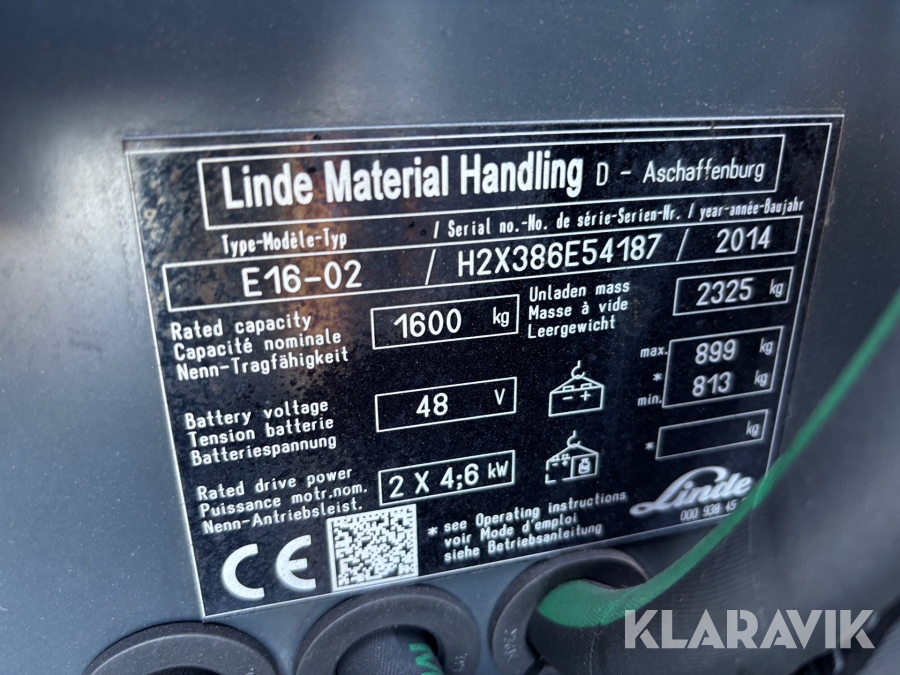 Linde Material Handling D - Aschaffenburg
Type-Modèle-Typ / Serial no.-No. de série-Serien-Nr. / year-année-Baujahr
E16-02 / H2X386E54187 / 2014
Rated capacity
Capacité nominale
Nenn-Tragfähigkeit
1600 kg
Unladen mass
Masse à vide
Leergewicht
2325 kg
Battery voltage
Tension batterie
Batteriespannung
48 V
- +
max. 899 kg
*
min. 813 kg
Rated drive power
Puissance motr.nom.
Nenn-Antriebsleist.
2 X 4,6 kW
* kg
Linde
000 938 45
* see Operating instructions
voir Mode d'emploi
siehe Betriebsanleitung
CE
KLARAVIK